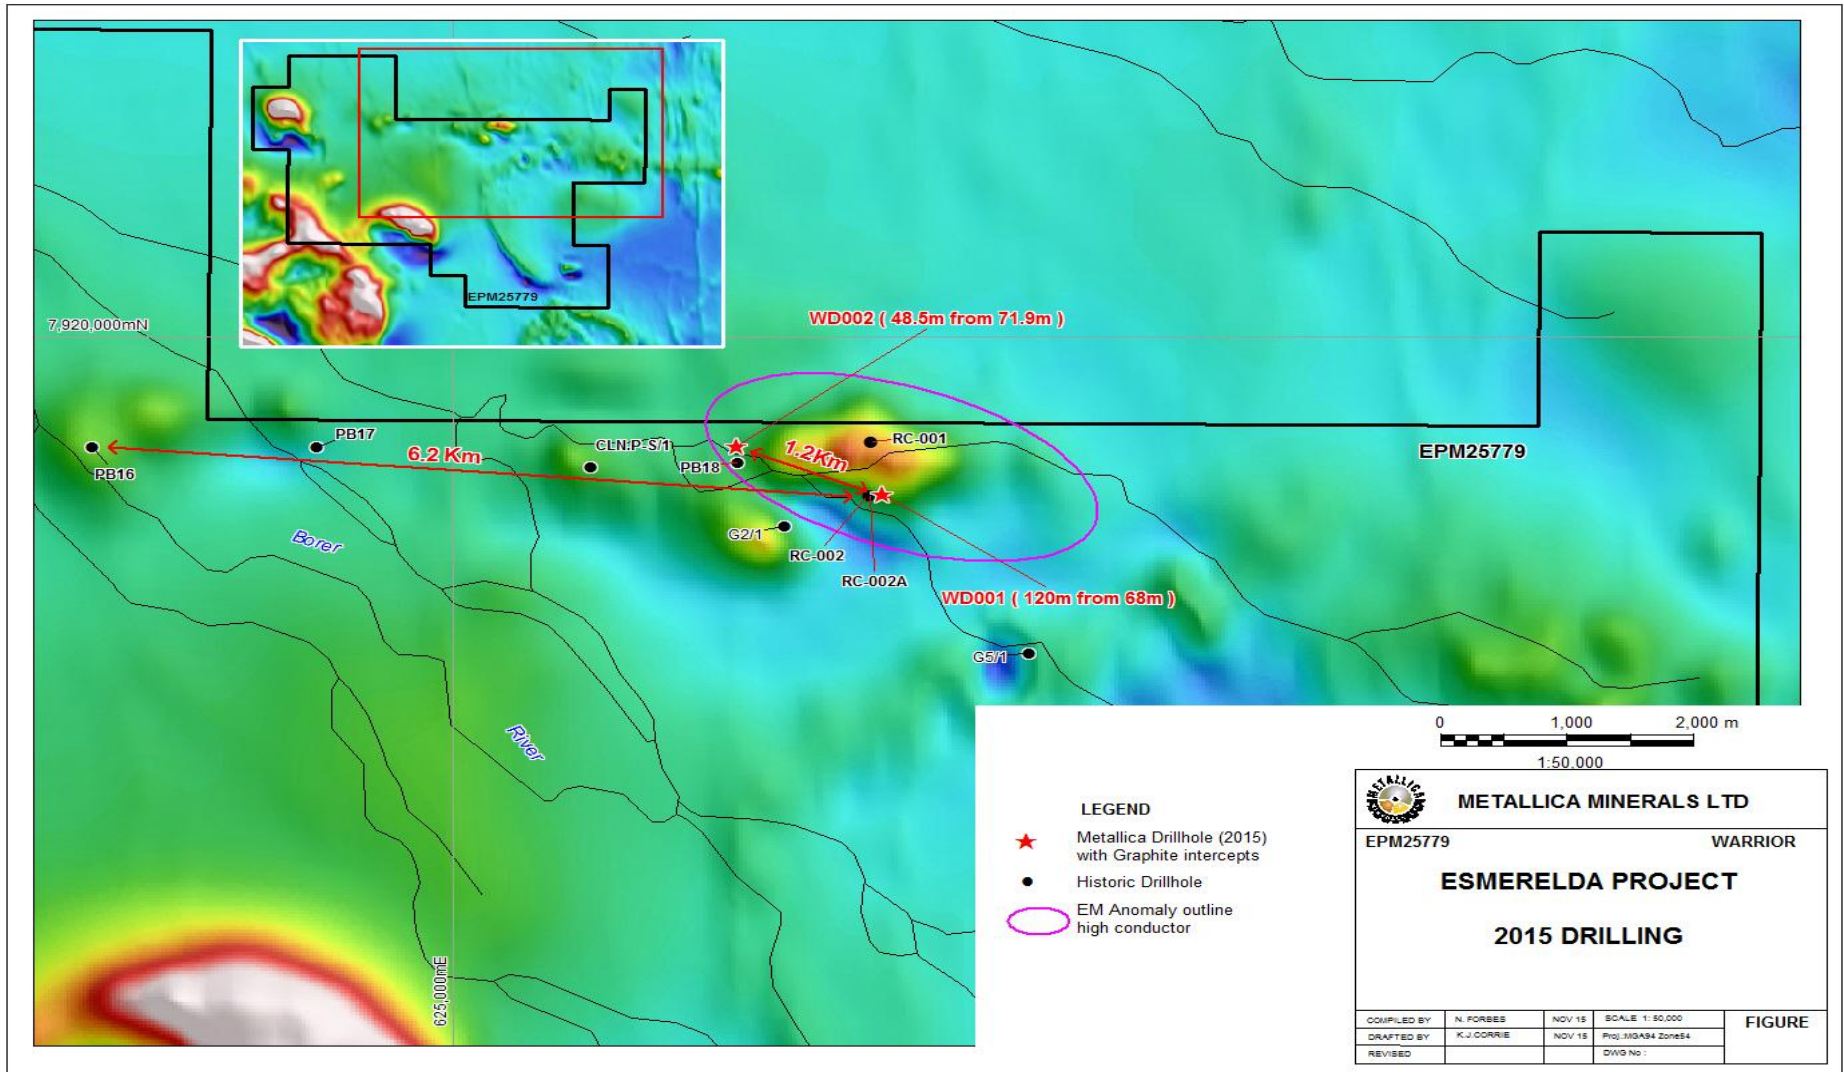 EPM25779
7,920,000mN
WD002 ( 48.5m from 71.9m )
PB17
CLN:P-S/1
RC-001
EPM25779
6.2 Km
1.2Km
PB18
PB16
G2/1
Borer
RC-002
RC-002A
WD001 ( 120m from 68m )
G5/1
River
625,000mE
0 1,000 2,000 m
1:50,000
LEGEND
Metallica Drillhole (2015)
with Graphite intercepts
Historic Drillhole
EM Anomaly outline
high conductor
METALLICA
METALLICA MINERALS LTD
EPM25779 WARRIOR
ESMERELDA PROJECT
2015 DRILLING
COMPILED BY N. FORBES NOV 15 SCALE 1: 50,000
DRAFTED BY K.J.CORRIE NOV 15 Proj.:MGA94 Zone54
REVISED DWG No :
FIGURE